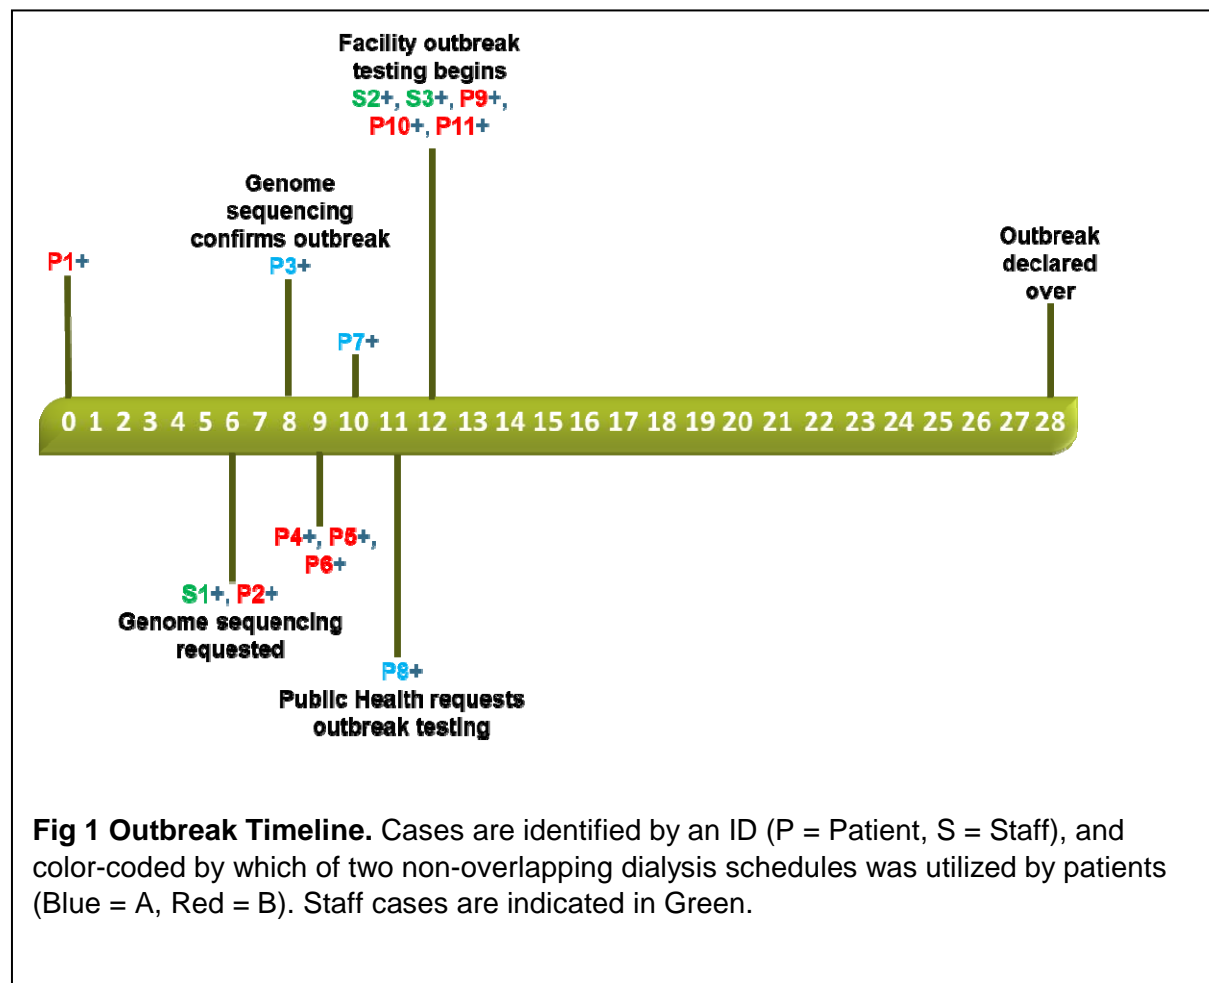 Facility outbreak
testing begins
S2+, S3+, P9+,
P10+, P11+
Genome
sequencing
confirms outbreak
P3+
P1+
Outbreak
declared
over
P7+
0 1 2 3 4 5 6 7 8 9 10 11 12 13 14 15 16 17 18 19 20 21 22 23 24 25 26 27 28
P4+, P5+,
P6+
S1+, P2+
Genome sequencing
requested
P8+
Public Health requests
outbreak testing
Fig 1 Outbreak Timeline. Cases are identified by an ID (P = Patient, S = Staff), and
color-coded by which of two non-overlapping dialysis schedules was utilized by patients
(Blue = A, Red = B). Staff cases are indicated in Green.